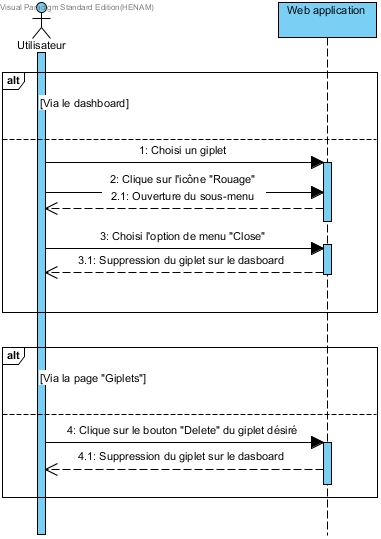 Visual Paradigm Standard Edition(HENAM)
Web application
Utilisateur
alt
[Via le dashboard]
1: Choisi un giplet
2: Clique sur l'icône "Rouage"
2.1: Ouverture du sous-menu
3: Choisi l'option de menu "Close"
3.1: Suppression du giplet sur le dasboard
alt
[Via la page "Giplets"]
4: Clique sur le bouton "Delete" du giplet désiré
4.1: Suppression du giplet sur le dasboard